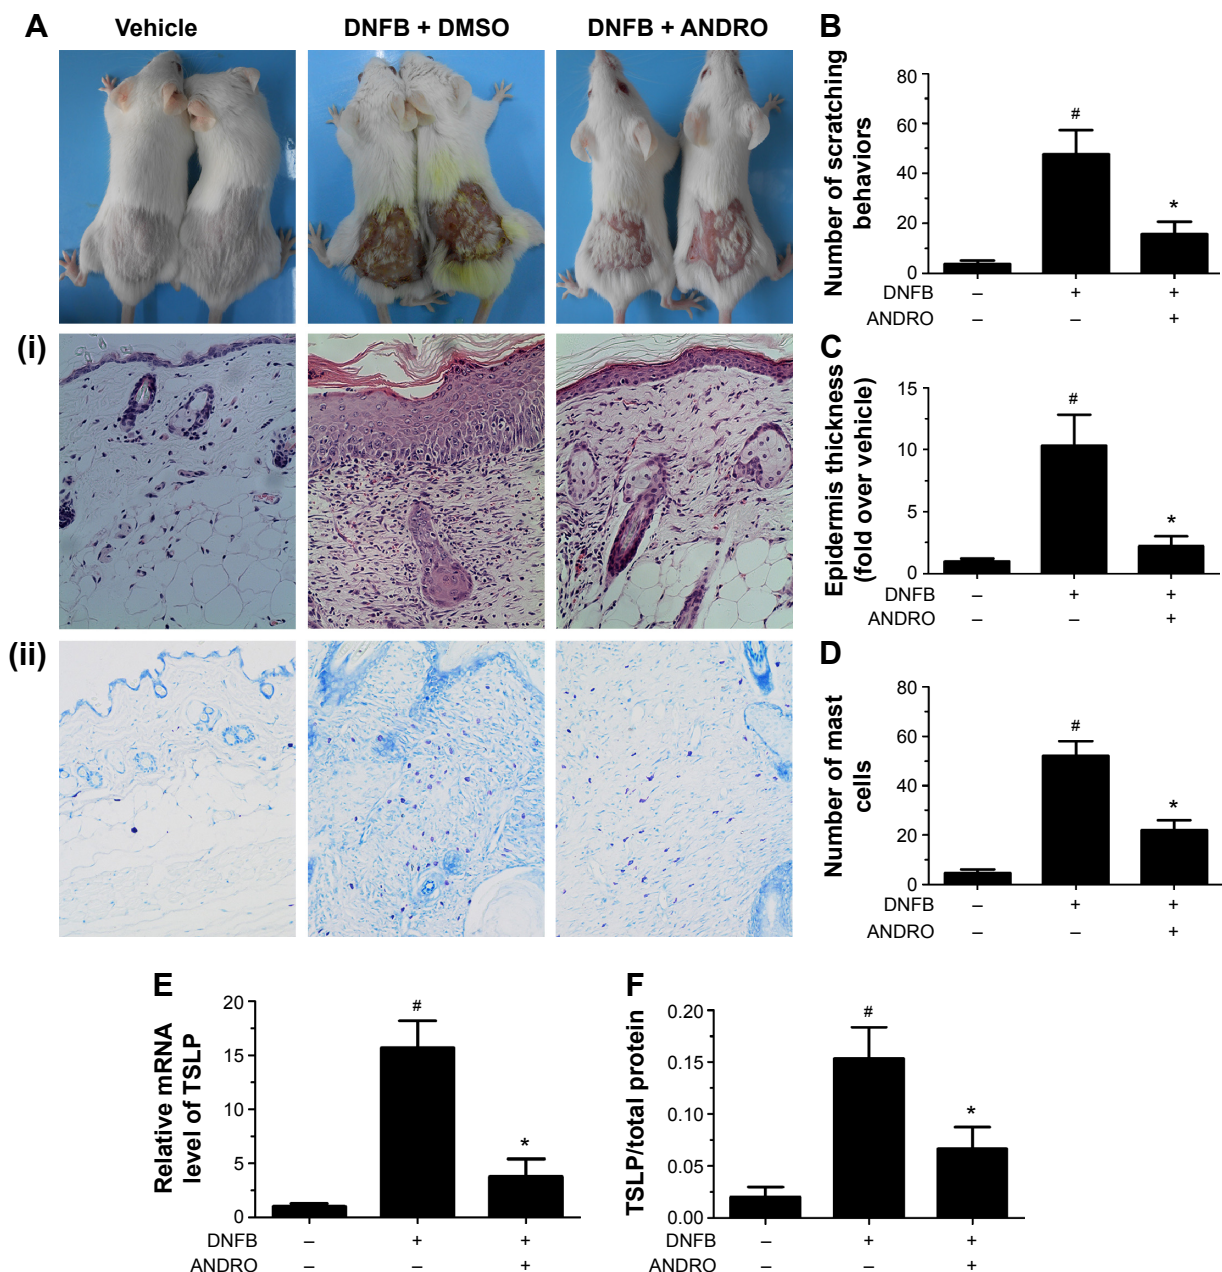 A
Vehicle
DNFB + DMSO
DNFB + ANDRO
(i)
(ii)
B
Number of scratching
behaviors
80
60
40
20
0
#
*
DNFB – + +
ANDRO – – +
C
Epidermis thickness
(fold over vehicle)
15
10
5
0
#
*
DNFB – + +
ANDRO – – +
D
Number of mast
cells
80
60
40
20
0
#
*
DNFB – + +
ANDRO – – +
E
Relative mRNA
level of TSLP
20
15
10
5
0
#
*
DNFB – + +
ANDRO – – +
F
TSLP/total protein
0.20
0.15
0.10
0.05
0.00
#
*
DNFB – + +
ANDRO – – +